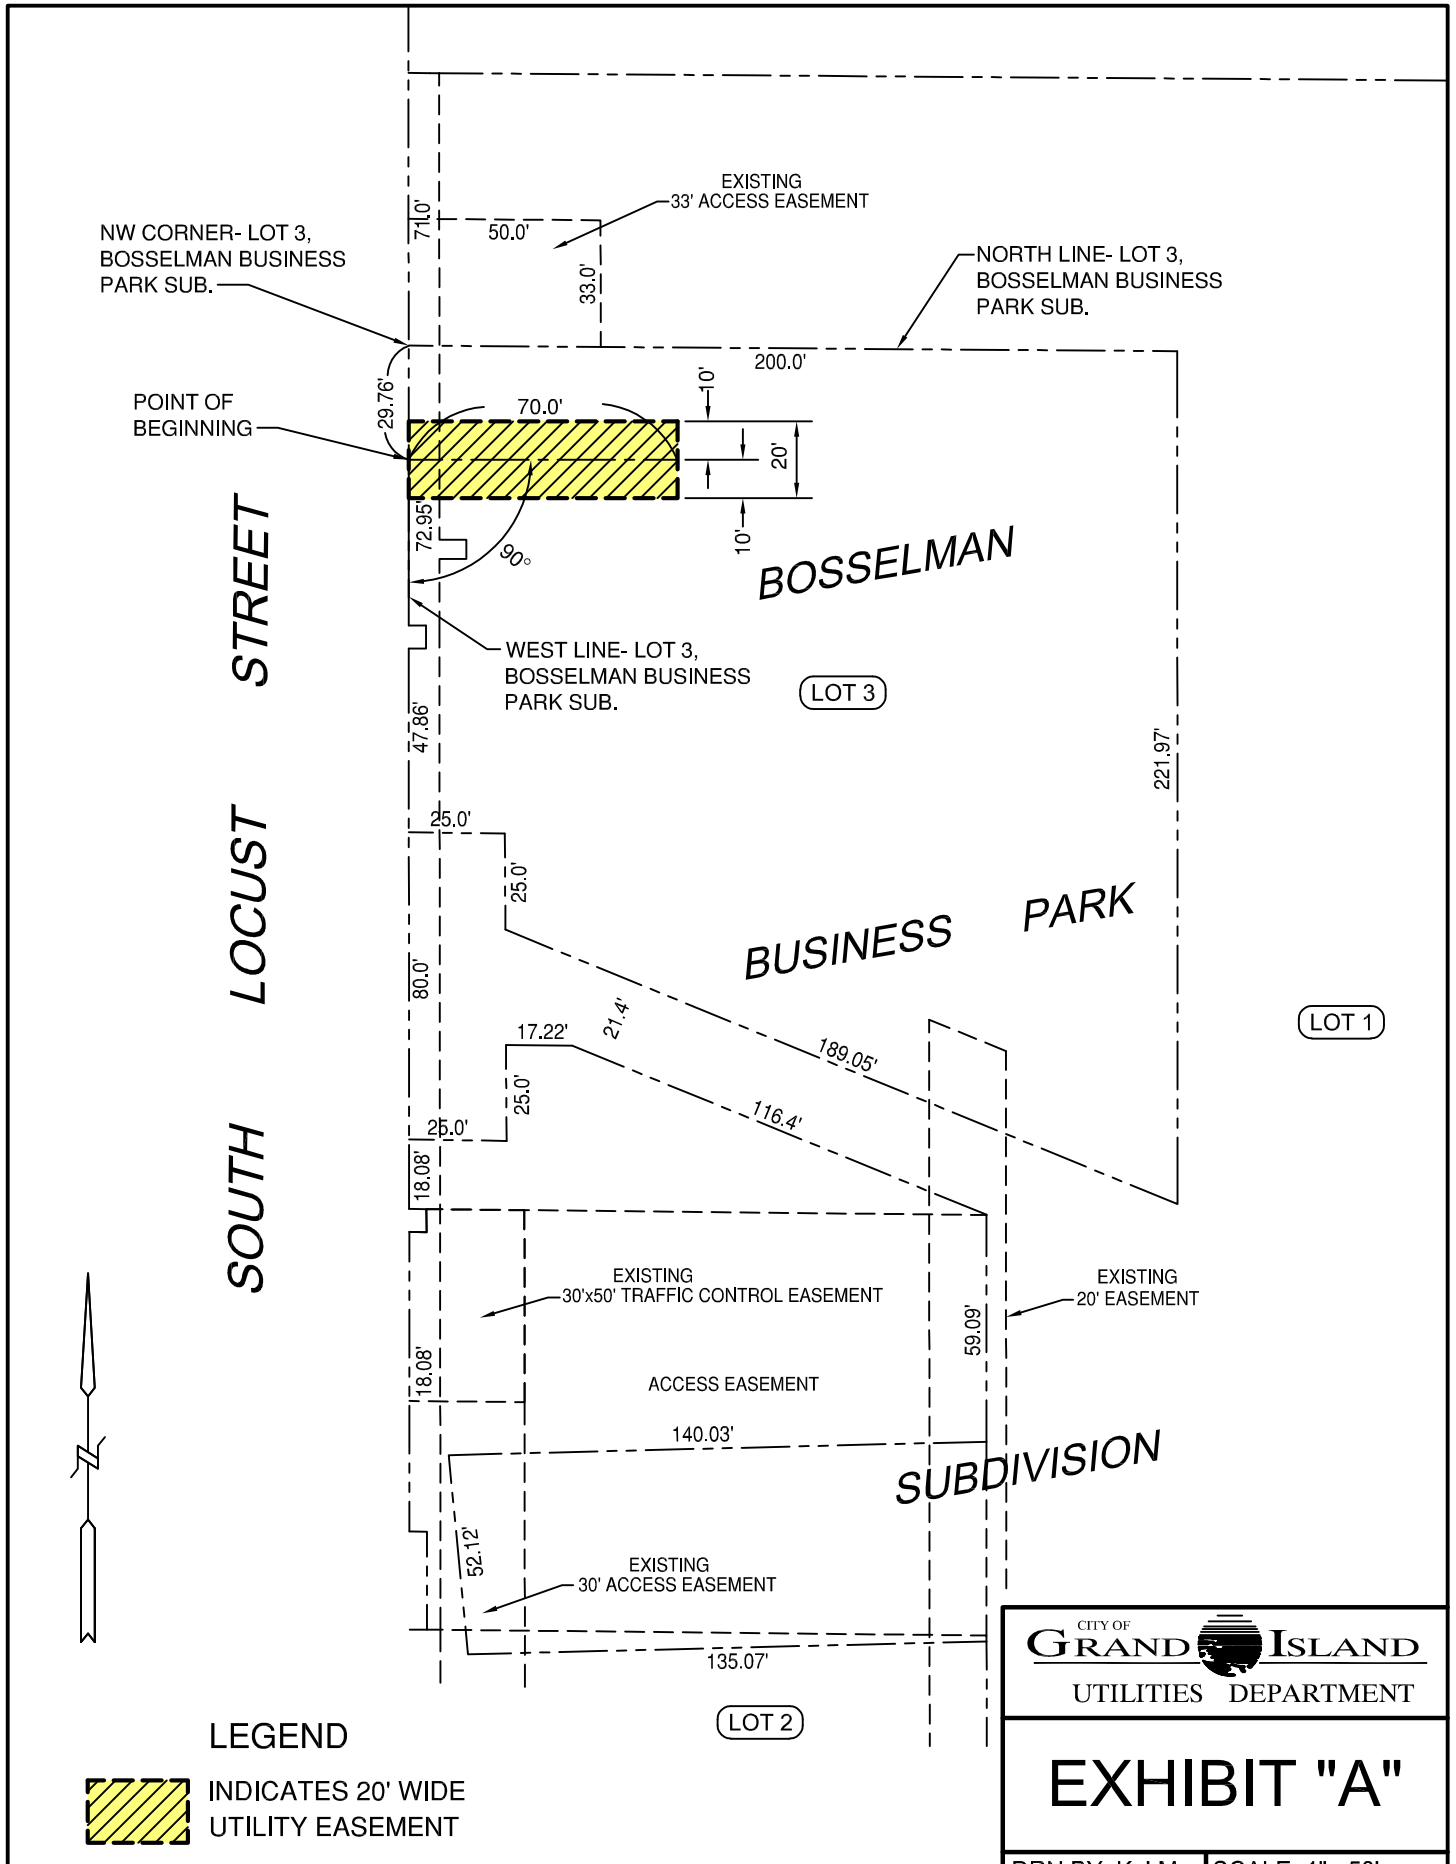 EXISTING
33' ACCESS EASEMENT
71.0'
50.0'
33.0'
NW CORNER- LOT 3,
BOSSELMAN BUSINESS
PARK SUB.
NORTH LINE- LOT 3,
BOSSELMAN BUSINESS
PARK SUB.
200.0'
29.76'
10'
70.0'
POINT OF
BEGINNING
20'
72.95'
10'
90°
BOSSELMAN
WEST LINE- LOT 3,
BOSSELMAN BUSINESS
PARK SUB.
LOT 3
47.86'
221.97'
25.0'
25.0'
BUSINESS PARK
80.0'
21.4'
17.22'
189.05'
LOT 1
25.0'
116.4'
25.0'
18.08'
SOUTH LOCUST STREET
EXISTING
30'x50' TRAFFIC CONTROL EASEMENT
EXISTING
20' EASEMENT
59.09'
18.08'
ACCESS EASEMENT
140.03'
SUBDIVISION
52.12'
EXISTING
30' ACCESS EASEMENT
135.07'
LOT 2
LEGEND
INDICATES 20' WIDE
UTILITY EASEMENT
CITY OF
GRAND ISLAND
UTILITIES DEPARTMENT
EXHIBIT "A"